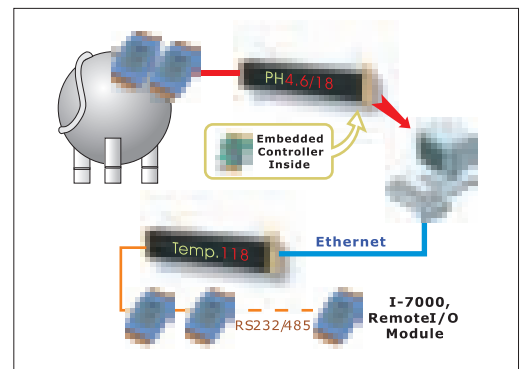 PH4.6/18
Embedded
Controller
Inside
Ethernet
Temp.118
RS232/485
I-7000,
RemoteI/O
Module